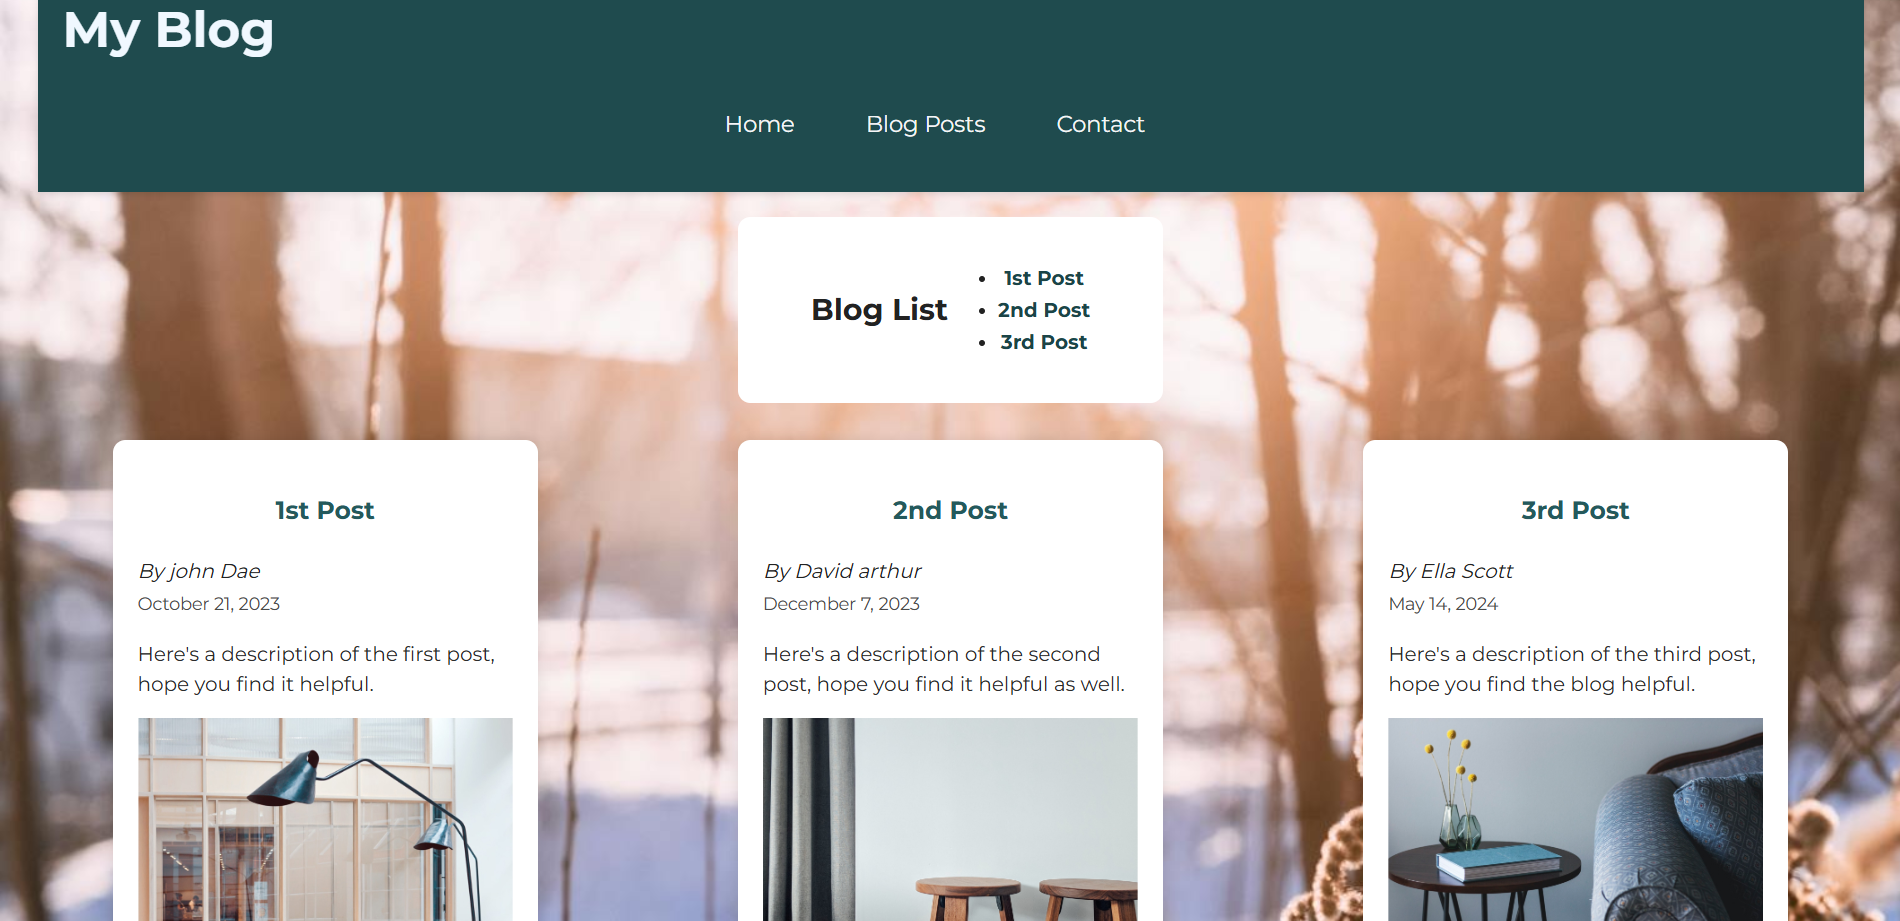 My Blog
Home Blog Posts Contact
Blog List
• 1st Post
• 2nd Post
• 3rd Post
1st Post
By john Dae
October 21, 2023
Here's a description of the first post,
hope you find it helpful.
2nd Post
By David arthur
December 7, 2023
Here's a description of the second
post, hope you find it helpful as well.
3rd Post
By Ella Scott
May 14, 2024
Here's a description of the third post,
hope you find the blog helpful.